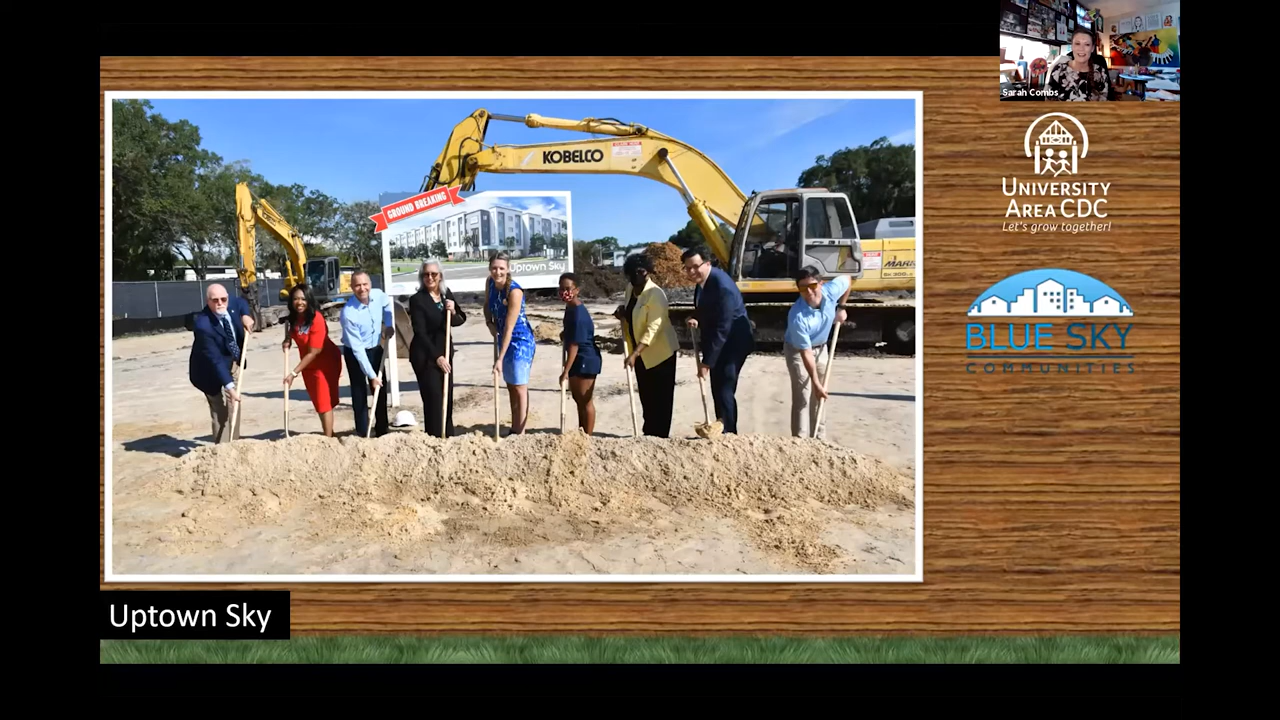 Sarah Combs
KOBELCO
GROUND BREAKING
Uptown Sky
UNIVERSITY
AREA CDC
Let's grow together!
BLUE SKY
COMMUNITIES
Uptown Sky